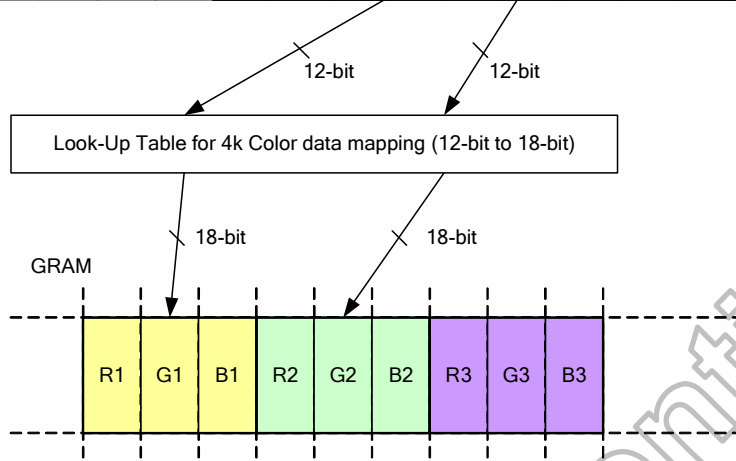 12-bit 12-bit
Look-Up Table for 4k Color data mapping (12-bit to 18-bit)
18-bit 18-bit
GRAM
R1 G1 B1 R2 G2 B2 R3 G3 B3